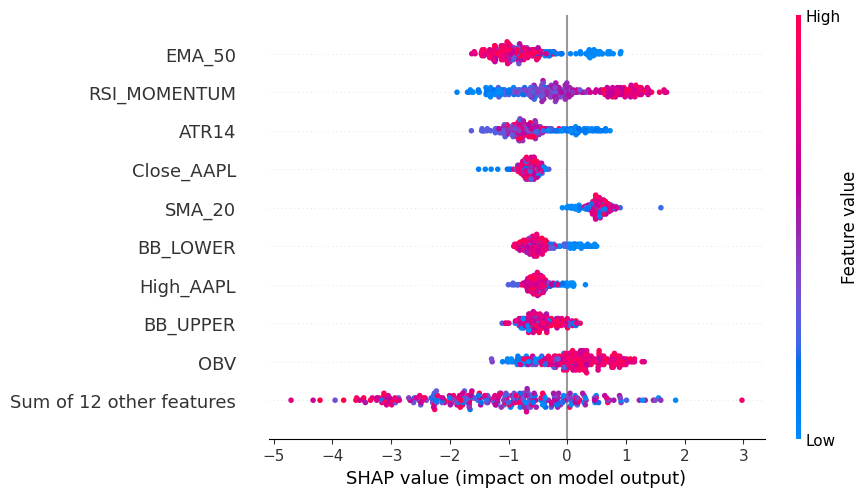 High
EMA_50
RSI_MOMENTUM
ATR14
Close_AAPL
SMA_20
BB_LOWER
High_AAPL
BB_UPPER
OBV
Sum of 12 other features
Feature value
Low
−5 −4 −3 −2 −1 0 1 2 3
SHAP value (impact on model output)